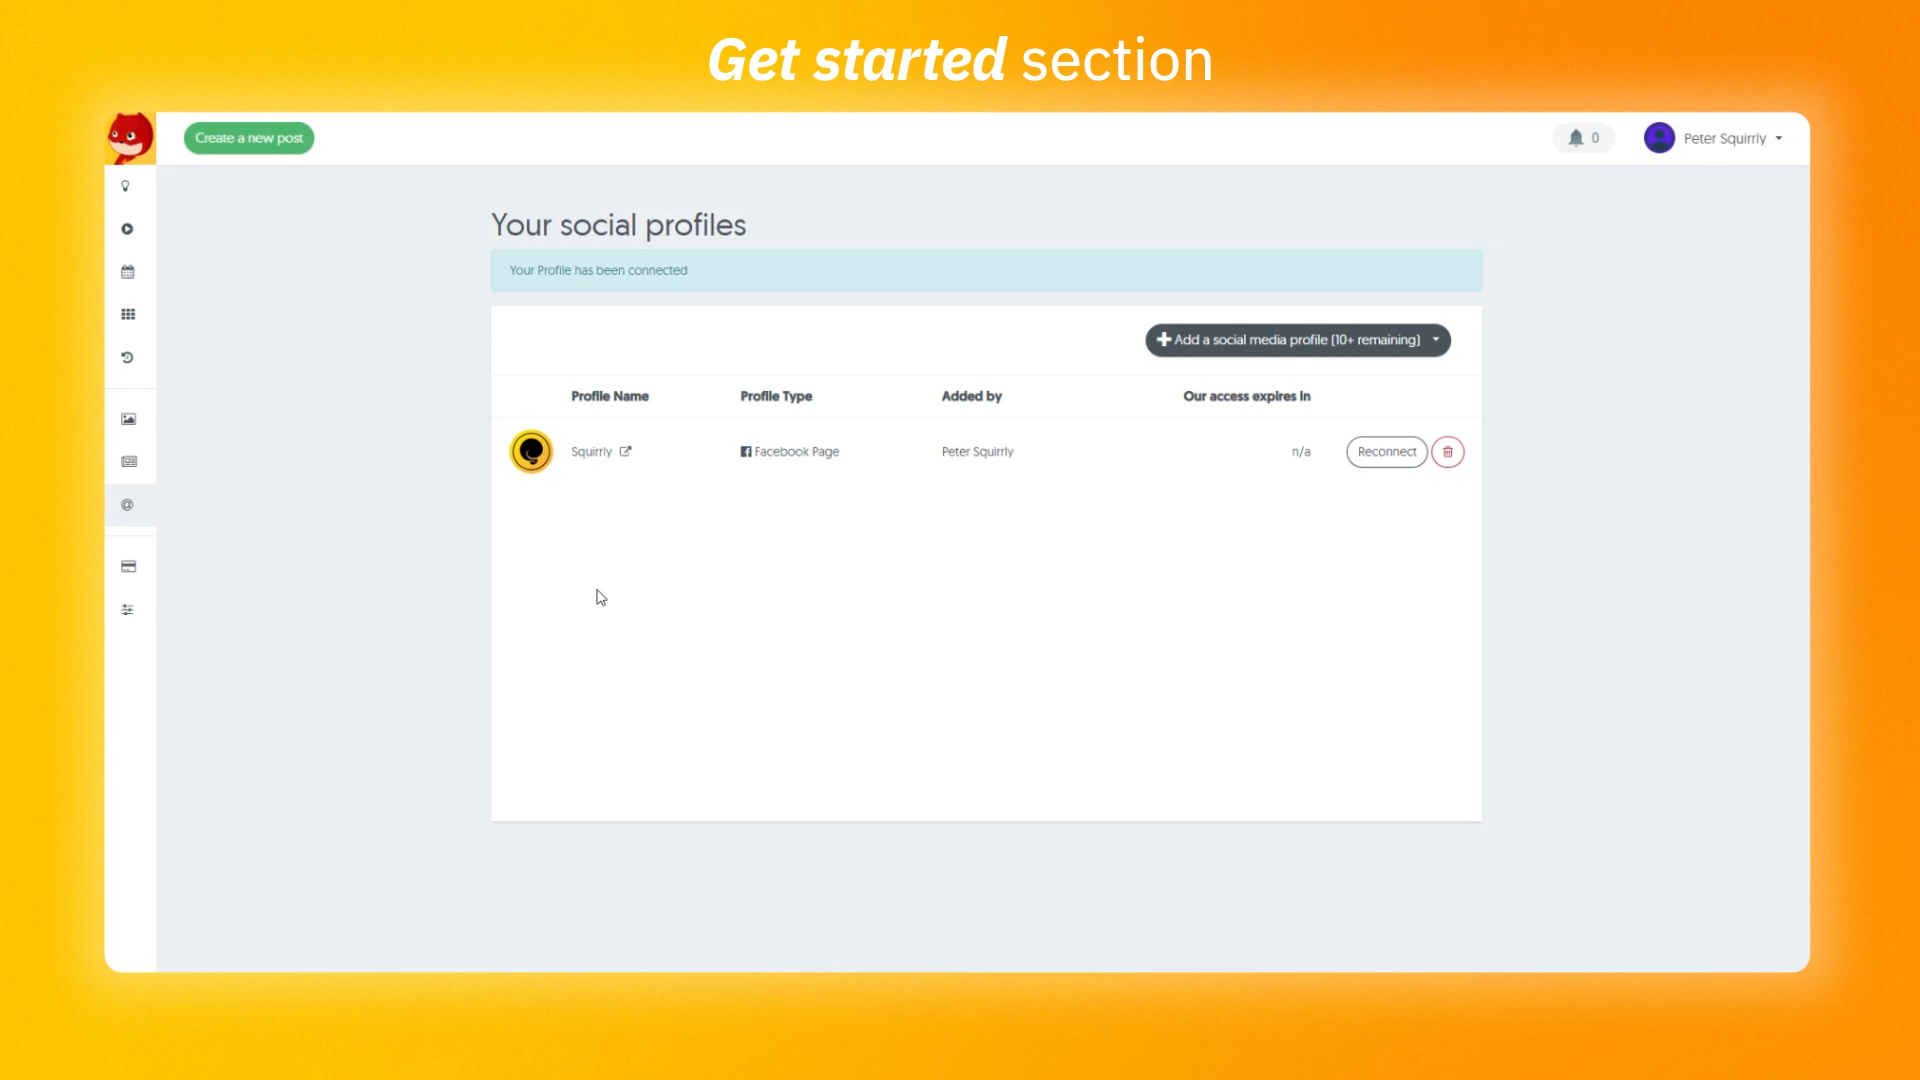 Get started section
Create a new post
0
Peter Squirrly
Your social profiles
Your Profile has been connected
Add a social media profile (10+ remaining)
Profile Name Profile Type Added by Our access expires in
Squirrly Facebook Page Peter Squirrly n/a Reconnect
@